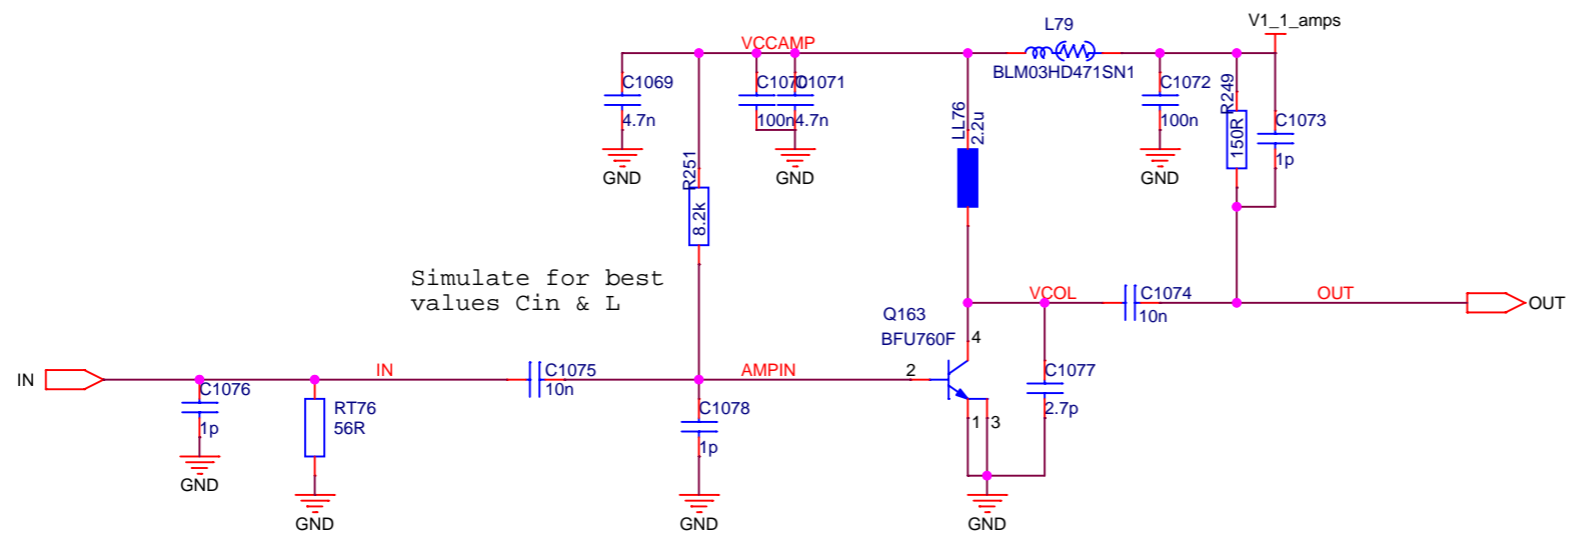 V1_1_amps
L79
VCCAMP
BLM03HD471SN1
C1069
4.7n
C1070
100n
C1071
4.7n
LL76
2.2u
C1072
100n
R249
150R
C1073
1p
GND
GND
GND
R251
8.2k
Simulate for best
values Cin & L
VCOL
C1074
10n
OUT
OUT
Q163
BFU760F
4
2
1
3
C1077
2.7p
IN
IN
C1075
10n
AMPIN
C1076
1p
RT76
56R
C1078
1p
GND
GND
GND
GND